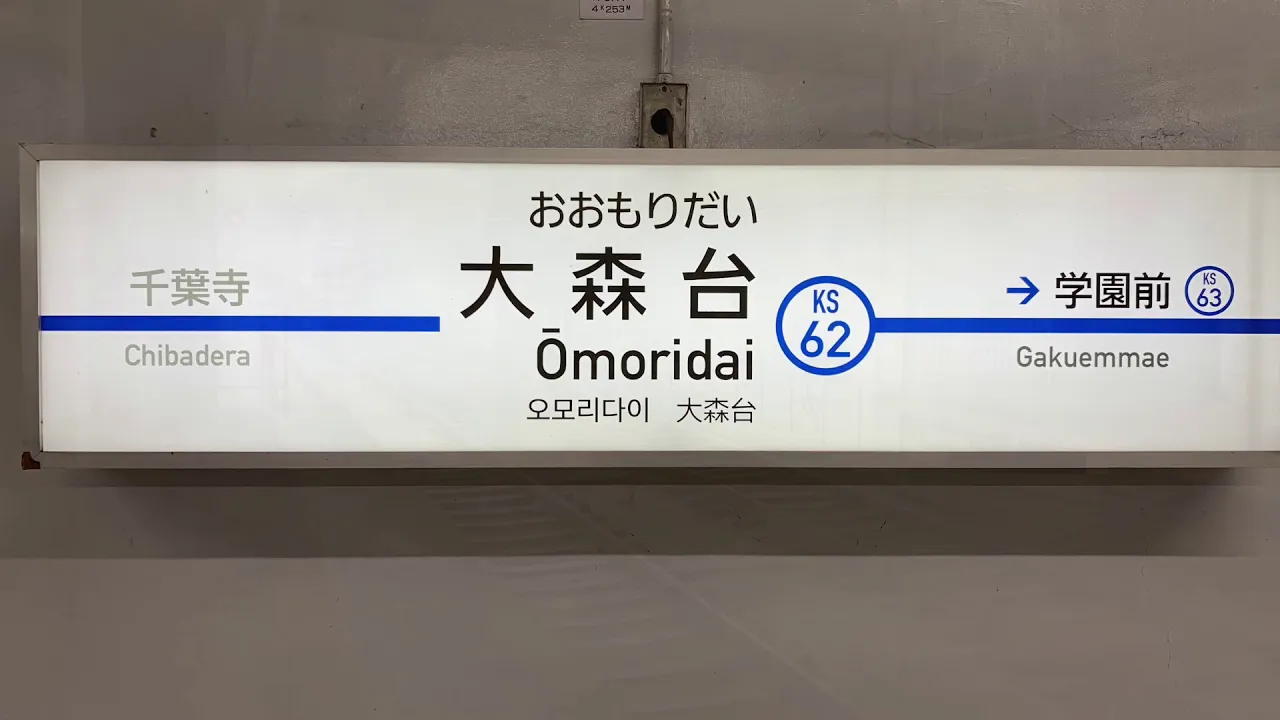 4K253M
千葉寺
Chibadera
おおもりだい
大森台
Ōmoridai
오모리다이 大森台
KS
62
→ 学園前
KS
63
Gakuemmae